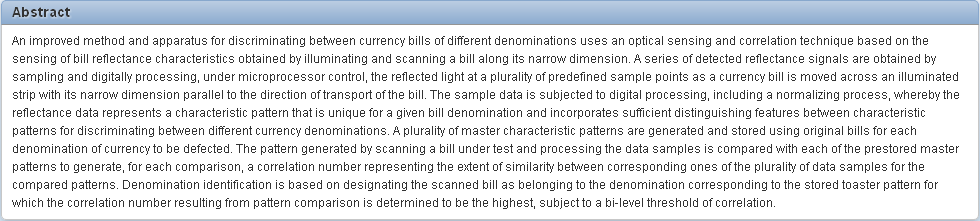 Abstract
An improved method and apparatus for discriminating between currency bills of different denominations uses an optical sensing and correlation technique based on the
sensing of bill reflectance characteristics obtained by illuminating and scanning a bill along its narrow dimension. A series of detected reflectance signals are obtained by
sampling and digitally processing, under microprocessor control, the reflected light at a plurality of predefined sample points as a currency bill is moved across an illuminated
strip with its narrow dimension parallel to the direction of transport of the bill. The sample data is subjected to digital processing, including a normalizing process, whereby the
reflectance data represents a characteristic pattern that is unique for a given bill denomination and incorporates sufficient distinguishing features between characteristic
patterns for discriminating between different currency denominations. A plurality of master characteristic patterns are generated and stored using original bills for each
denomination of currency to be defected. The pattern generated by scanning a bill under test and processing the data samples is compared with each of the prestored master
patterns to generate, for each comparison, a correlation number representing the extent of similarity between corresponding ones of the plurality of data samples for the
compared patterns. Denomination identification is based on designating the scanned bill as belonging to the denomination corresponding to the stored toaster pattern for
which the correlation number resulting from pattern comparison is determined to be the highest, subject to a bi-level threshold of correlation.